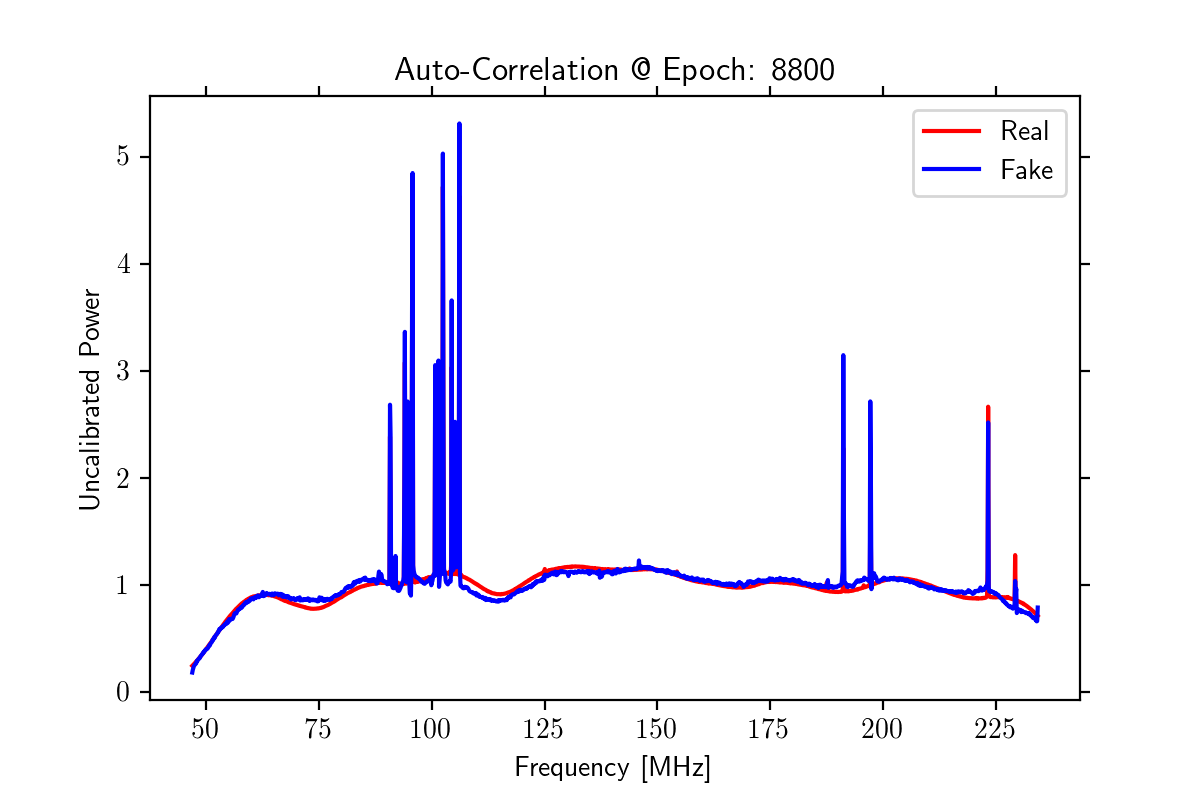 Auto-Correlation @ Epoch: 8800
Real
Fake
5
4
3
2
1
0
Uncalibrated Power
50 75 100 125 150 175 200 225
Frequency [MHz]